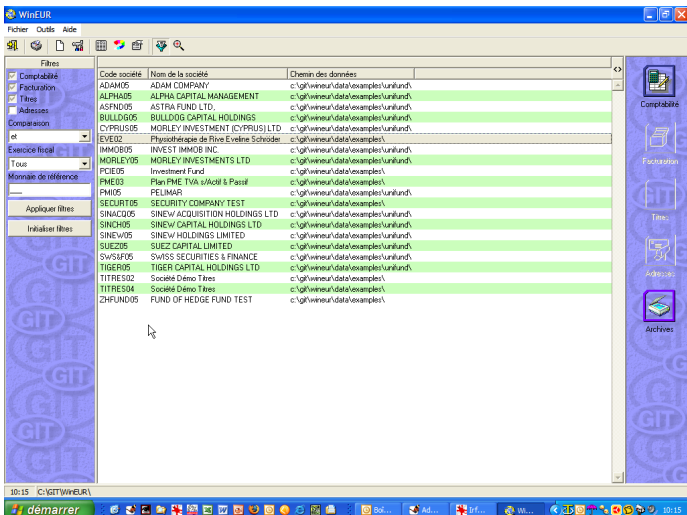 WinEUR
Fichier Outils Aide
Filtres
Comptabilité
Facturation
Titres
Adresses
Comparaison
et
Exercice fiscal
Tous
Monnaie de référence
Appliquer filtres
Initialiser filtres
Code société Nom de la société Chemin des données
ADAM05 ADAM COMPANY c:\git\wineur\data\examples\unifund\
ALPHA05 ALPHA CAPITAL MANAGEMENT c:\git\wineur\data\examples\unifund\
ASFND05 ASTRA FUND LTD, c:\git\wineur\data\examples\unifund\
BULLDG05 BULLDOG CAPITAL HOLDINGS c:\git\wineur\data\examples\unifund\
CYPRUS05 MORLEY INVESTMENT (CYPRUS) LTD c:\git\wineur\data\examples\unifund\
EVE02 Physiothérapie de Rive Eveline Schröder c:\git\wineur\data\examples\
IMMOB05 INVEST IMMOB INC. c:\git\wineur\data\examples\unifund\
MORLEY05 MORLEY INVESTMENTS LTD c:\git\wineur\data\examples\unifund\
PCIE05 Investment Fund c:\git\wineur\data\examples\
PME03 Plan PME TVA s/Actif & Passif c:\git\wineur\data\examples\
PMI05 PELIMAR c:\git\wineur\data\examples\unifund\
SECURT05 SECURITY COMPANY TEST c:\git\wineur\data\examples\unifund\
SINACQ05 SINEW ACQUISITION HOLDINGS LTD c:\git\wineur\data\examples\unifund\
SINCH05 SINEW CAPITAL HOLDINGS LTD c:\git\wineur\data\examples\unifund\
SINEW05 SINEW HOLDINGS LIMITED c:\git\wineur\data\examples\unifund\
SUEZ05 SUEZ CAPITAL LIMITED c:\git\wineur\data\examples\unifund\
SWS&F05 SWISS SECURITIES & FINANCE c:\git\wineur\data\examples\unifund\
TIGER05 TIGER CAPITAL HOLDINGS LTD c:\git\wineur\data\examples\unifund\
TITRES02 Société Démo Titres c:\git\wineur\data\examples\
TITRES04 Société Démo Titres c:\git\wineur\data\examples\
ZHFUND05 FUND OF HEDGE FUND TEST c:\git\wineur\data\examples\
Comptabilité
Facturation
Titres
Adresses
Archives
GIT
10:15 C:\GIT\WinEUR\
démarrer Boî... Ad... Irf... Wi... 10:15